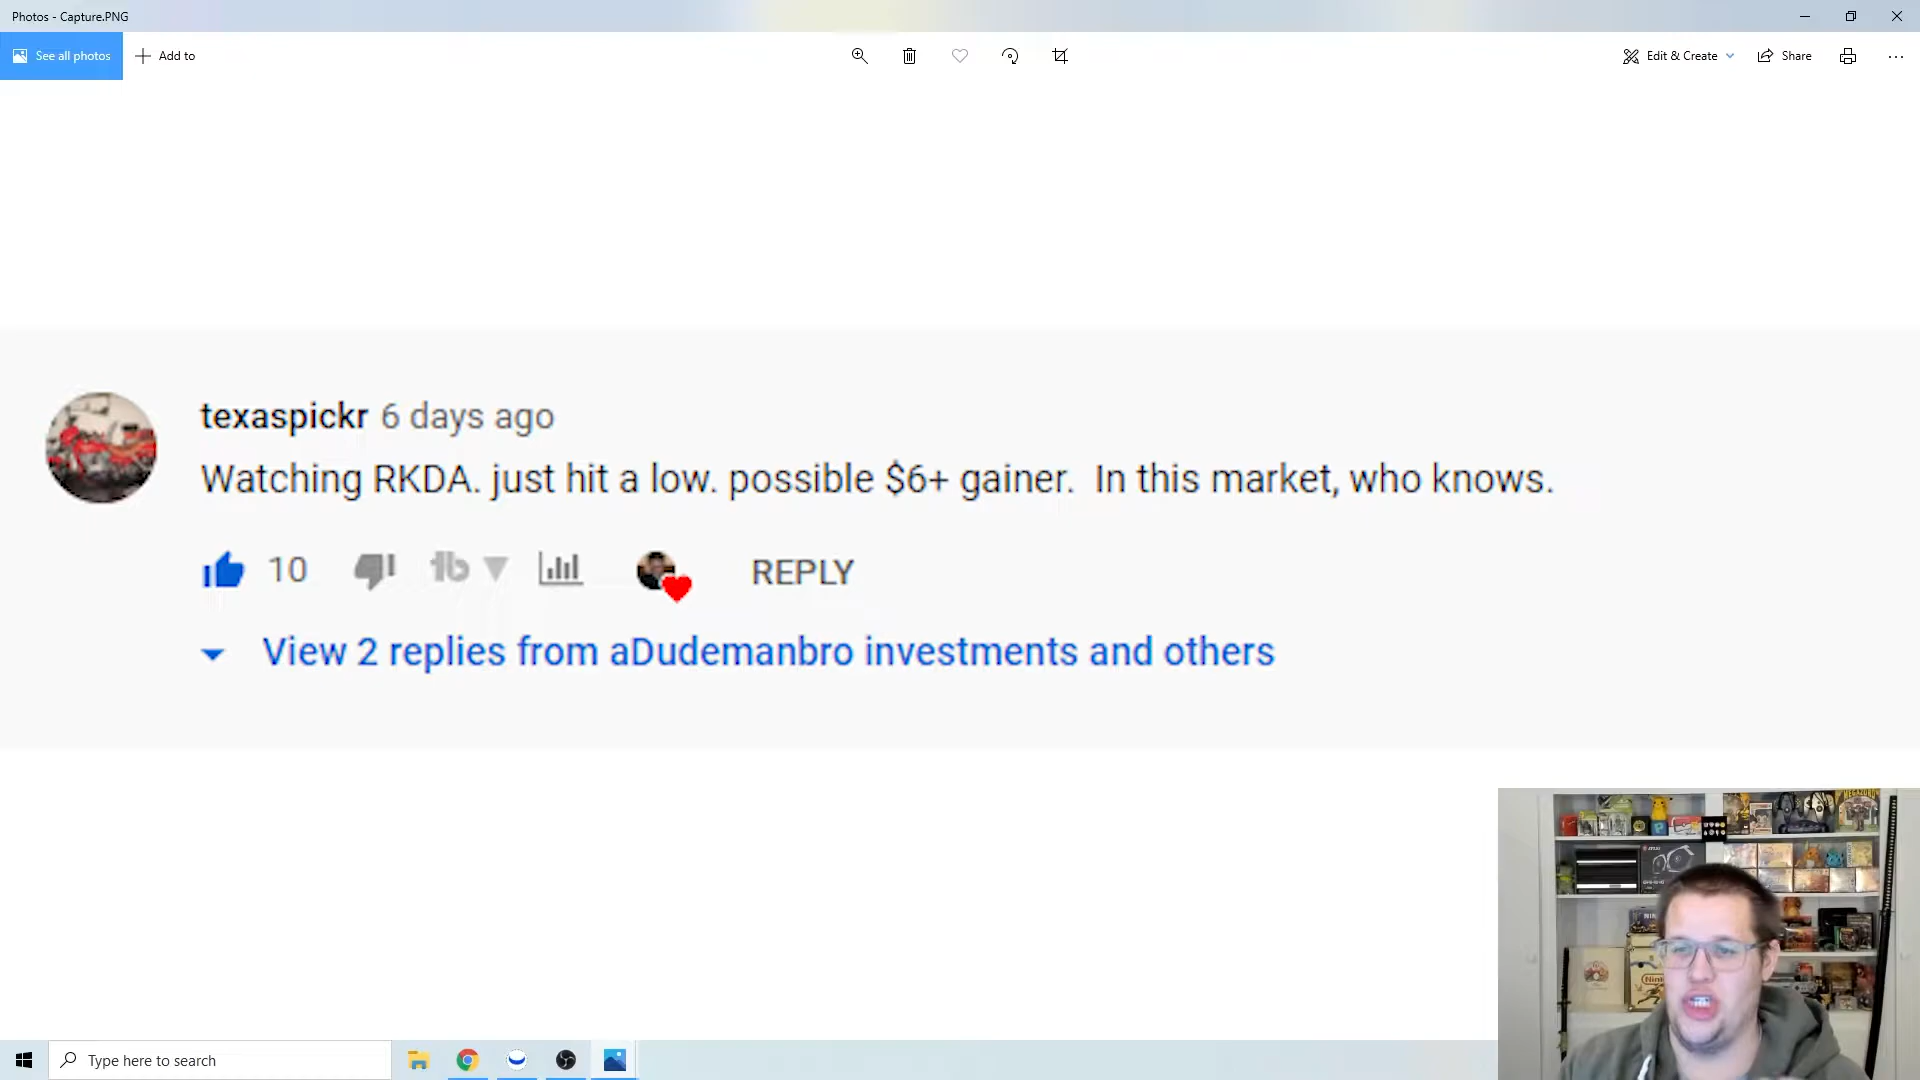 Photos - Capture.PNG
See all photos
Add to
Edit & Create
Share
texaspickr 6 days ago
Watching RKDA. just hit a low. possible $6+ gainer.  In this market, who knows.
10
REPLY
View 2 replies from aDudemanbro investments and others
Type here to search